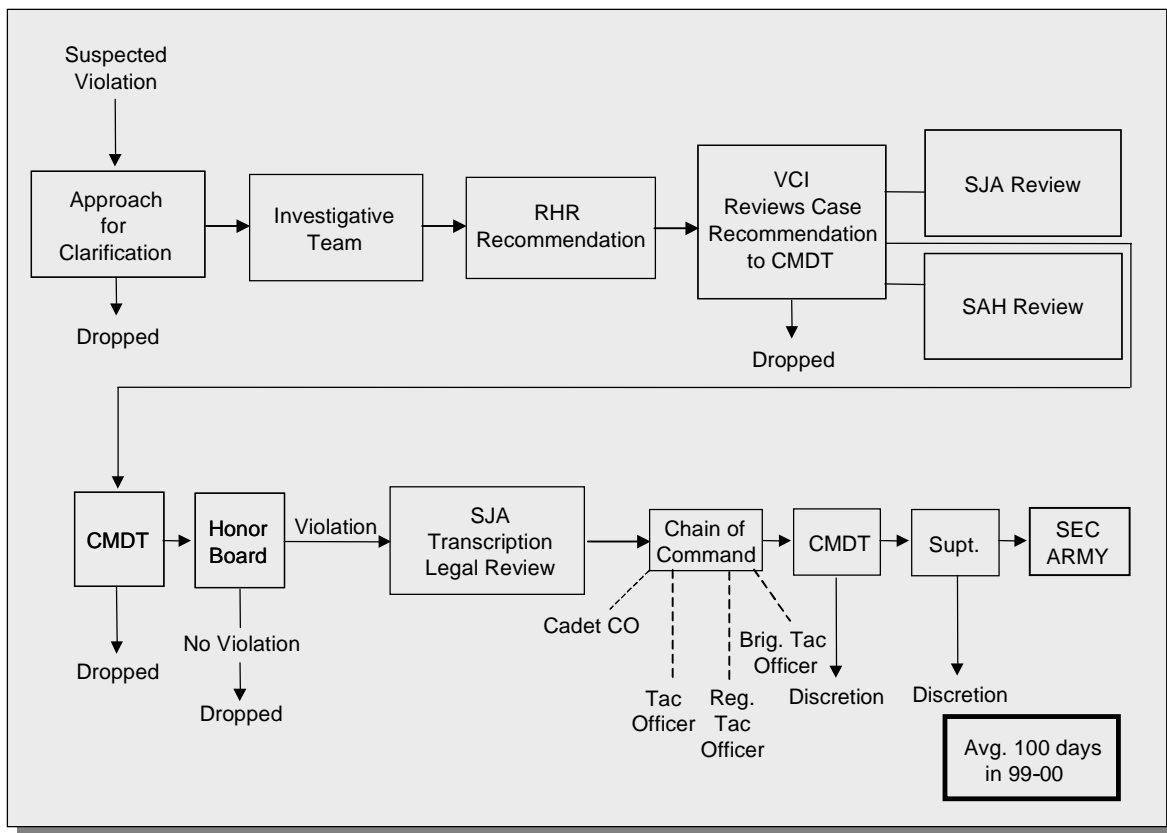 Suspected
Violation
Approach
for
Clarification
Dropped
Investigative
Team
RHR
Recommendation
VCI
Reviews Case
Recommendation
to CMDT
Dropped
SJA Review
SAH Review
CMDT
Dropped
Honor
Board
No Violation
Dropped
Violation
SJA
Transcription
Legal Review
Chain of
Command
Cadet CO
Tac
Officer
Reg.
Tac
Officer
Brig. Tac
Officer
CMDT
Discretion
Supt.
Discretion
SEC
ARMY
Avg. 100 days
in 99-00